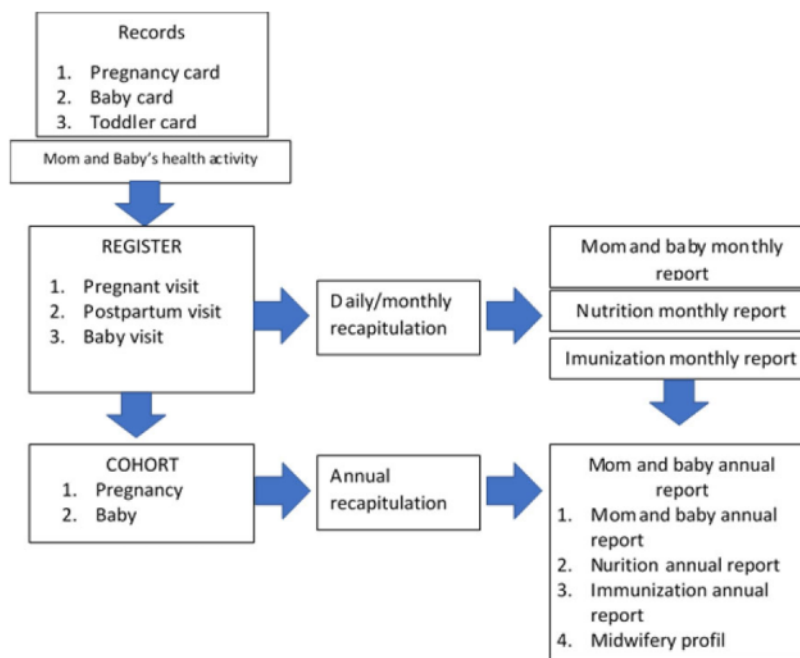 Records
1. Pregnancy card
2. Baby card
3. Toddler card
Mom and Baby's health activity
REGISTER
1. Pregnant visit
2. Postpartum visit
3. Baby visit
Daily/monthly
recapitulation
Mom and baby monthly
report
Nutrition monthly report
Imunization monthly report
COHORT
1. Pregnancy
2. Baby
Annual
recapitulation
Mom and baby annual
report
1. Mom and baby annual
report
2. Nurition annual report
3. Immunization annual
report
4. Midwifery profil